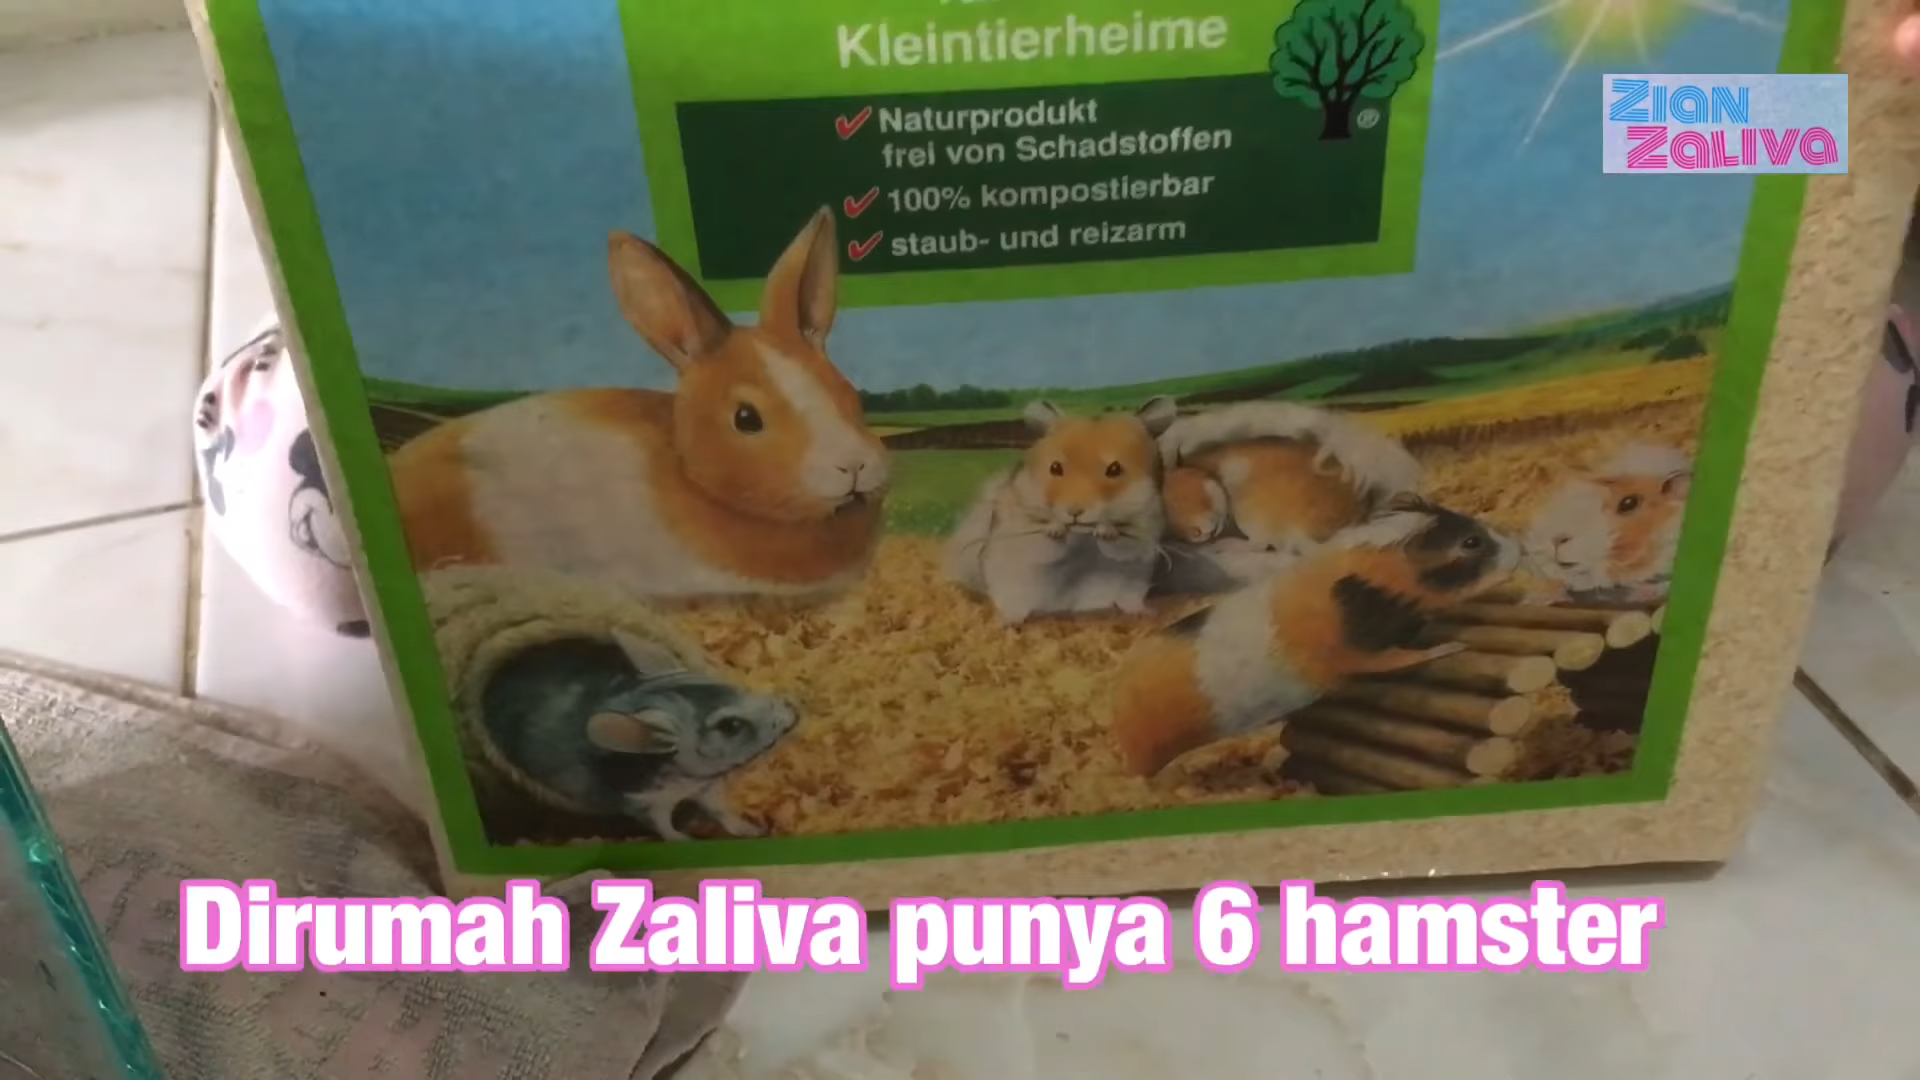 Kleintierheime
Naturprodukt
frei von Schadstoffen
100% kompostierbar
staub- und reizarm
ZIAN
ZALIVA
Dirumah Zaliva punya 6 hamster